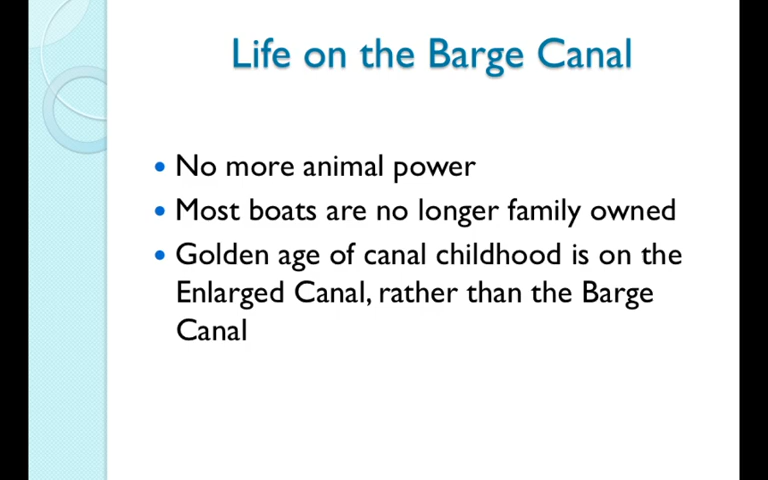 Life on the Barge Canal
• No more animal power
• Most boats are no longer family owned
• Golden age of canal childhood is on the
Enlarged Canal, rather than the Barge
Canal